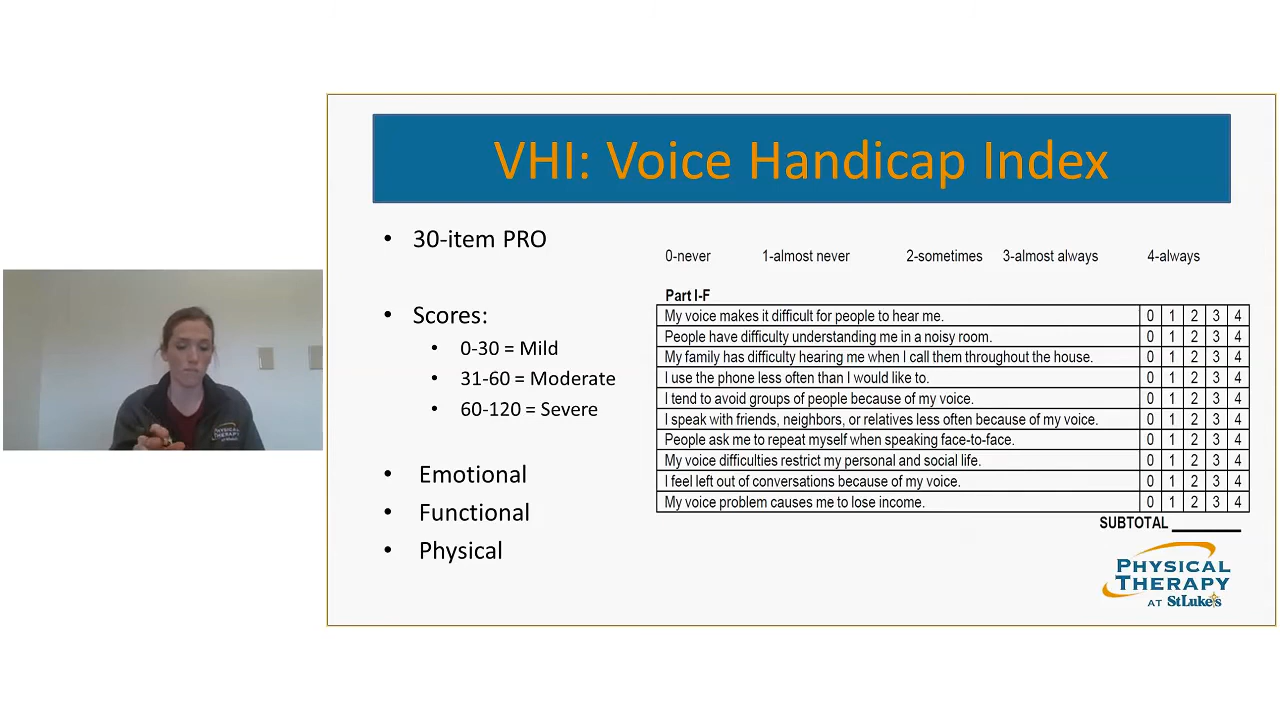 VHI: Voice Handicap Index
• 30-item PRO
• Scores:
• 0-30 = Mild
• 31-60 = Moderate
• 60-120 = Severe
• Emotional
• Functional
• Physical
0-never 1-almost never 2-sometimes 3-almost always 4-always
Part I-F
My voice makes it difficult for people to hear me. 0 1 2 3 4
People have difficulty understanding me in a noisy room. 0 1 2 3 4
My family has difficulty hearing me when I call them throughout the house. 0 1 2 3 4
I use the phone less often than I would like to. 0 1 2 3 4
I tend to avoid groups of people because of my voice. 0 1 2 3 4
I speak with friends, neighbors, or relatives less often because of my voice. 0 1 2 3 4
People ask me to repeat myself when speaking face-to-face. 0 1 2 3 4
My voice difficulties restrict my personal and social life. 0 1 2 3 4
I feel left out of conversations because of my voice. 0 1 2 3 4
My voice problem causes me to lose income. 0 1 2 3 4
SUBTOTAL ________
PHYSICAL
THERAPY
AT StLuke's
PHYSICAL
THERAPY